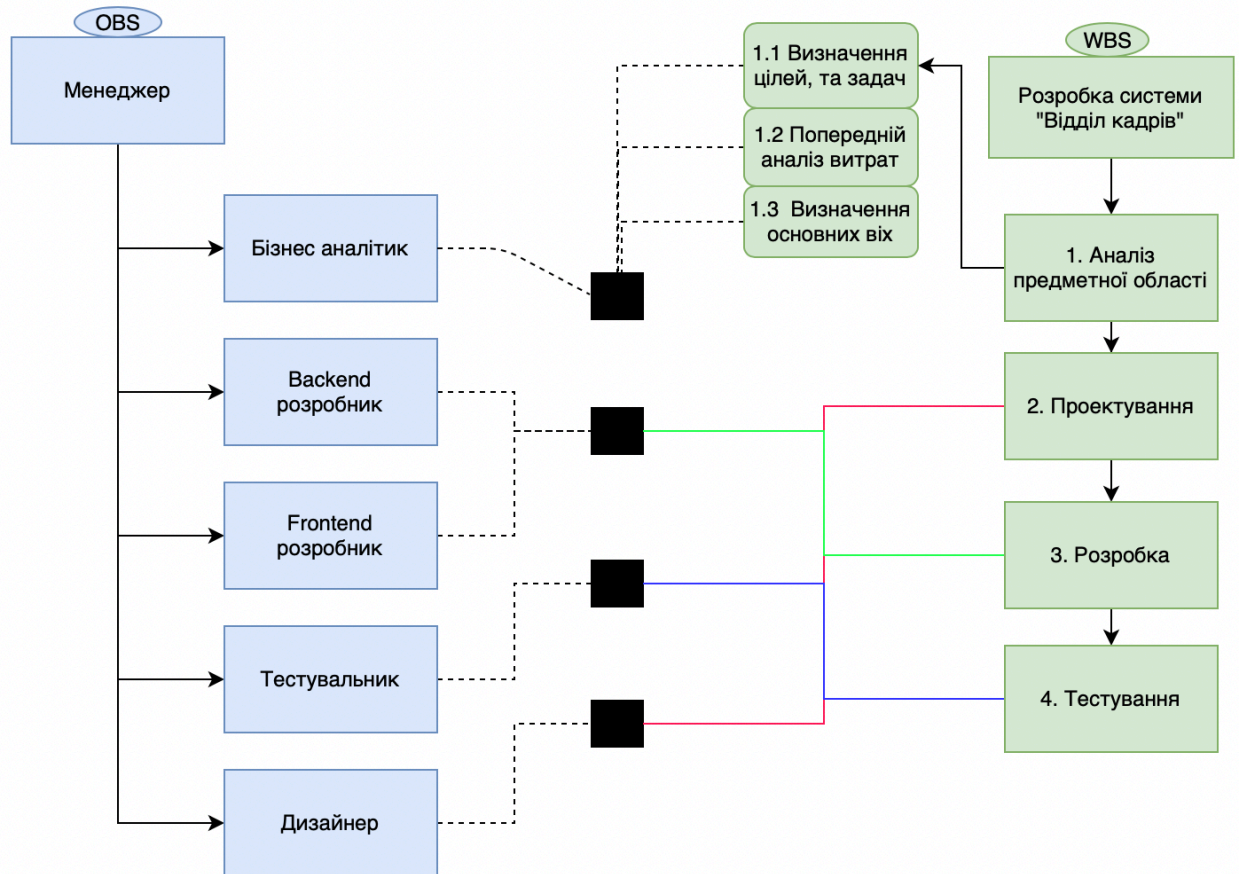 OBS
Менеджер
Бізнес аналітик
Backend
розробник
Frontend
розробник
Тестувальник
Дизайнер
1.1 Визначення
цілей, та задач
1.2 Попередній
аналіз витрат
1.3 Визначення
основних віх
WBS
Розробка системи
"Відділ кадрів"
1. Аналіз
предметної області
2. Проектування
3. Розробка
4. Тестування